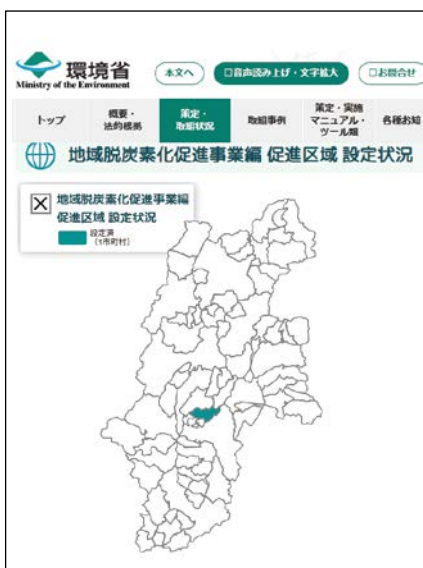 環境省
Ministry of the Environment
本文へ
□音声読み上げ・文字拡大
□お問合せ
トップ
概要・
法的根拠
策定・
取組状況
取組事例
策定・実施
マニュアル・
ツール類
各種お知
地域脱炭素化促進事業編 促進区域 設定状況
地域脱炭素化促進事業編
促進区域 設定状況
設定済
(1市町村)